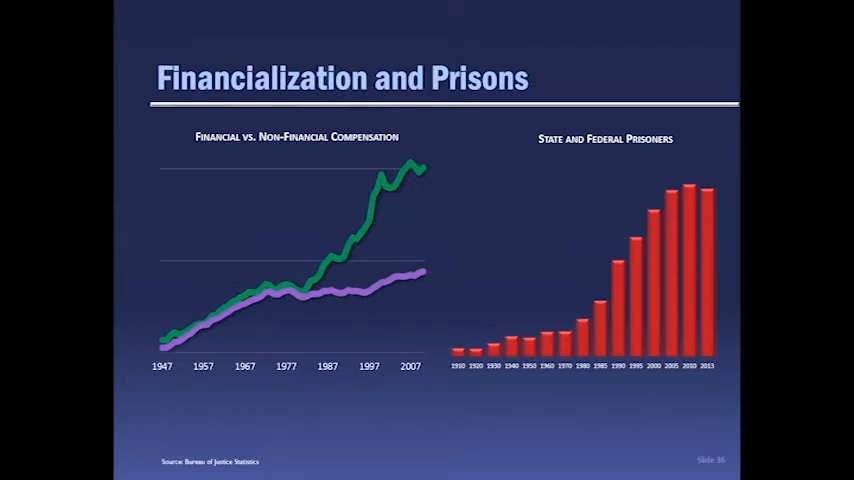 Financialization and Prisons
Financial vs. Non-Financial Compensation
State and Federal Prisoners
1947 1957 1967 1977 1987 1997 2007
1910 1920 1930 1940 1950 1960 1970 1980 1985 1990 1995 2000 2005 2010 2013
Source: Bureau of Justice Statistics
Slide 36